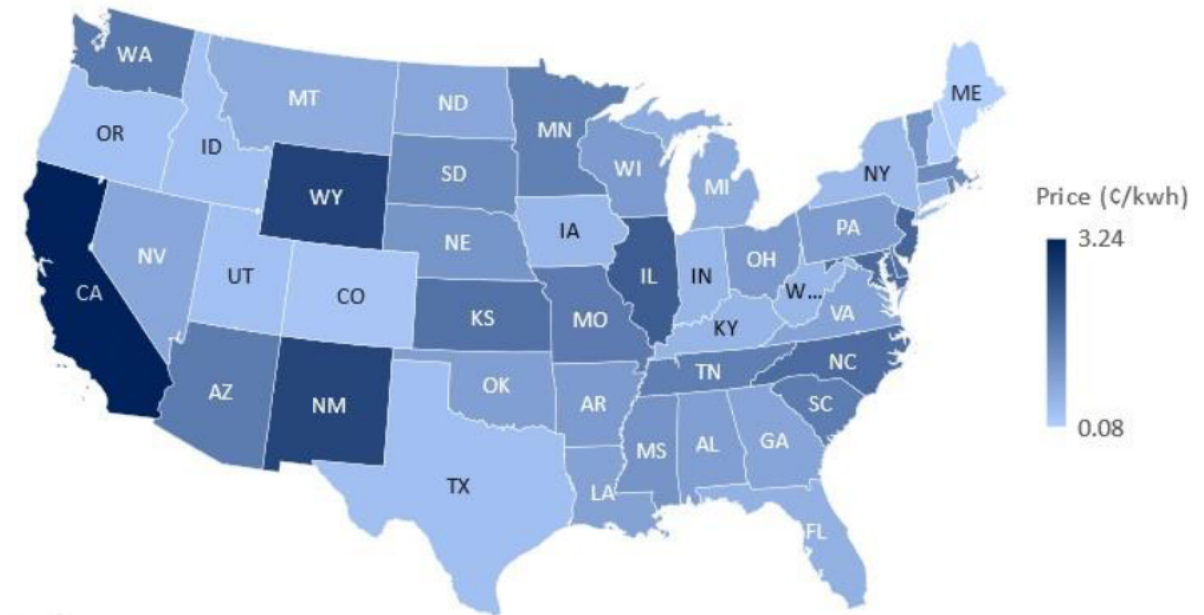 WA
MT
ND
MN
ME
OR
ID
SD
WI
MI
NY
WY
NE
IA
PA
NV
UT
CO
IL
IN
OH
CA
KS
MO
W...
VA
KY
AZ
NM
OK
AR
TN
NC
SC
TX
LA
MS
AL
GA
FL
Price (¢/kwh)
3.24
0.08